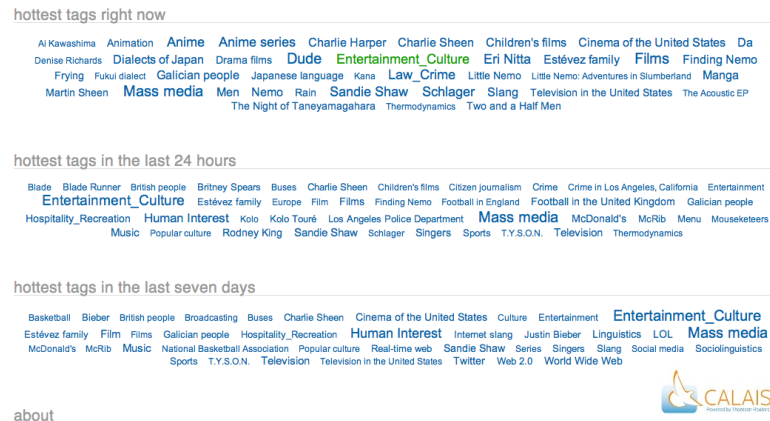 hottest tags right now
Ai Kawashima Animation Anime Anime series Charlie Harper Charlie Sheen Children's films Cinema of the United States Da
Denise Richards Dialects of Japan Drama films Dude Entertainment_Culture Eri Nitta Estévez family Films Finding Nemo
Frying Fukui dialect Galician people Japanese language Kana Law_Crime Little Nemo Little Nemo: Adventures in Slumberland Manga
Martin Sheen Mass media Men Nemo Rain Sandie Shaw Schlager Slang Television in the United States The Acoustic EP
The Night of Taneyamagahara Thermodynamics Two and a Half Men
hottest tags in the last 24 hours
Blade Blade Runner British people Britney Spears Buses Charlie Sheen Children's films Citizen journalism Crime Crime in Los Angeles, California Entertainment
Entertainment_Culture Estévez family Europe Film Films Finding Nemo Football in England Football in the United Kingdom Galician people
Hospitality_Recreation Human Interest Kolo Kolo Touré Los Angeles Police Department Mass media McDonald's McRib Menu Mouseketeers
Music Popular culture Rodney King Sandie Shaw Schlager Singers Sports T.Y.S.O.N. Television Thermodynamics
hottest tags in the last seven days
Basketball Bieber British people Broadcasting Buses Charlie Sheen Cinema of the United States Culture Entertainment Entertainment_Culture
Estévez family Film Films Galician people Hospitality_Recreation Human Interest Internet slang Justin Bieber Linguistics LOL Mass media
McDonald's McRib Music National Basketball Association Popular culture Real-time web Sandie Shaw Series Singers Slang Social media Sociolinguistics
Sports T.Y.S.O.N. Television Television in the United States Twitter Web 2.0 World Wide Web
CALAIS
Powered by Thomson Reuters
about